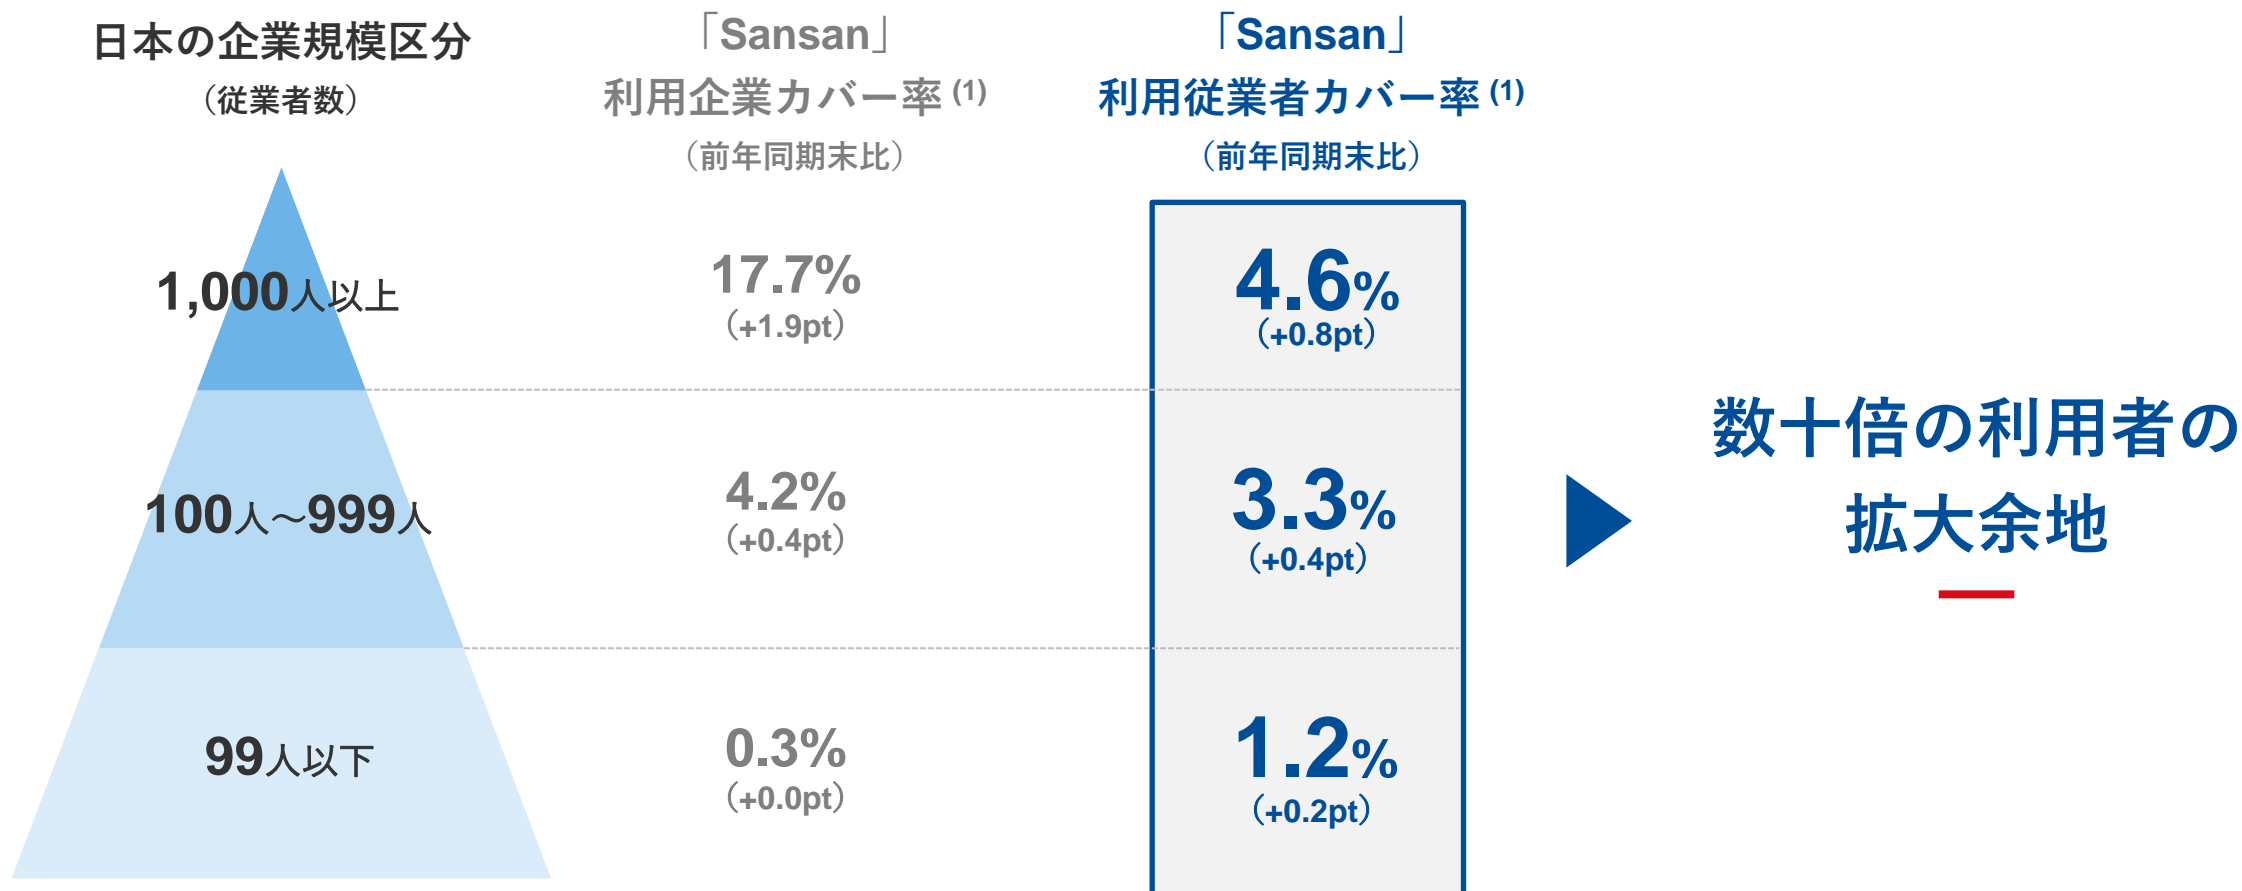 日本の企業規模区分
（従業者数）
「Sansan」
利用企業カバー率 (1)
（前年同期末比）
「Sansan」
利用従業者カバー率 (1)
（前年同期末比）
1,000人以上
17.7%
（+1.9pt）
4.6%
（+0.8pt）
100人～999人
4.2%
（+0.4pt）
3.3%
（+0.4pt）
99人以下
0.3%
（+0.0pt）
1.2%
（+0.2pt）
数十倍の利用者の
拡大余地